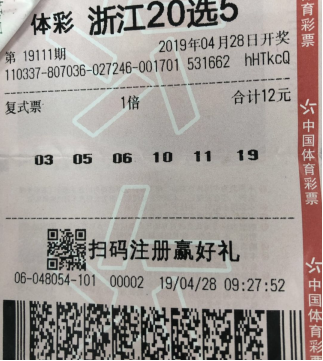 体彩 浙江20选5
第 19111期 2019年04月28日开奖
110337-807036-027246-001701 531662 hHTkcQ
复式票 1倍 合计12元
03 05 06 10 11 19
扫码注册赢好礼
06-048054-101 00002 19/04/28 09:27:52
育彩票
中国体育彩票
中国体育彩